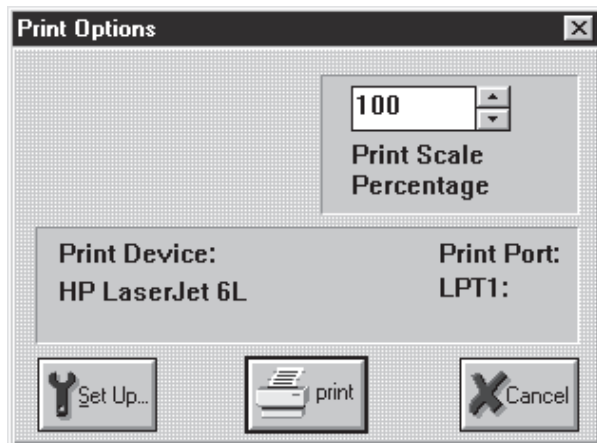 Print Options
100
Print Scale
Percentage
Print Device:
HP LaserJet 6L
Print Port:
LPT1:
Set Up...
print
Cancel